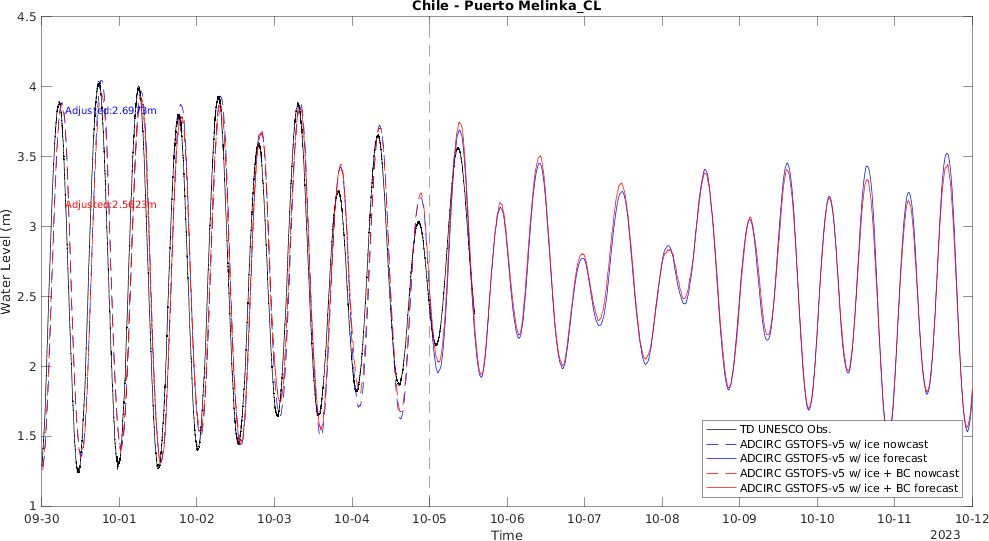 Chile - Puerto Melinka_CL
4.5
4
3.5
3
2.5
2
1.5
1
Water Level (m)
Adjusted:2.6973m
Adjusted:2.5623m
TD UNESCO Obs.
ADCIRC GSTOFS-v5 w/ ice nowcast
ADCIRC GSTOFS-v5 w/ ice forecast
ADCIRC GSTOFS-v5 w/ ice + BC nowcast
ADCIRC GSTOFS-v5 w/ ice + BC forecast
09-30 10-01 10-02 10-03 10-04 10-05 10-06 10-07 10-08 10-09 10-10 10-11 10-12
Time
2023